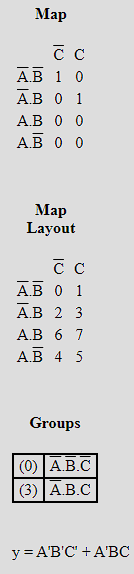 Map
C̅ C
A̅.B̅ 1 0
A̅.B 0 1
A.B 0 0
A.B̅ 0 0
Map
Layout
C̅ C
A̅.B̅ 0 1
A̅.B 2 3
A.B 6 7
A.B̅ 4 5
Groups
(0) A̅.B̅.C̅
(3) A̅.B.C
y = A'B'C' + A'BC